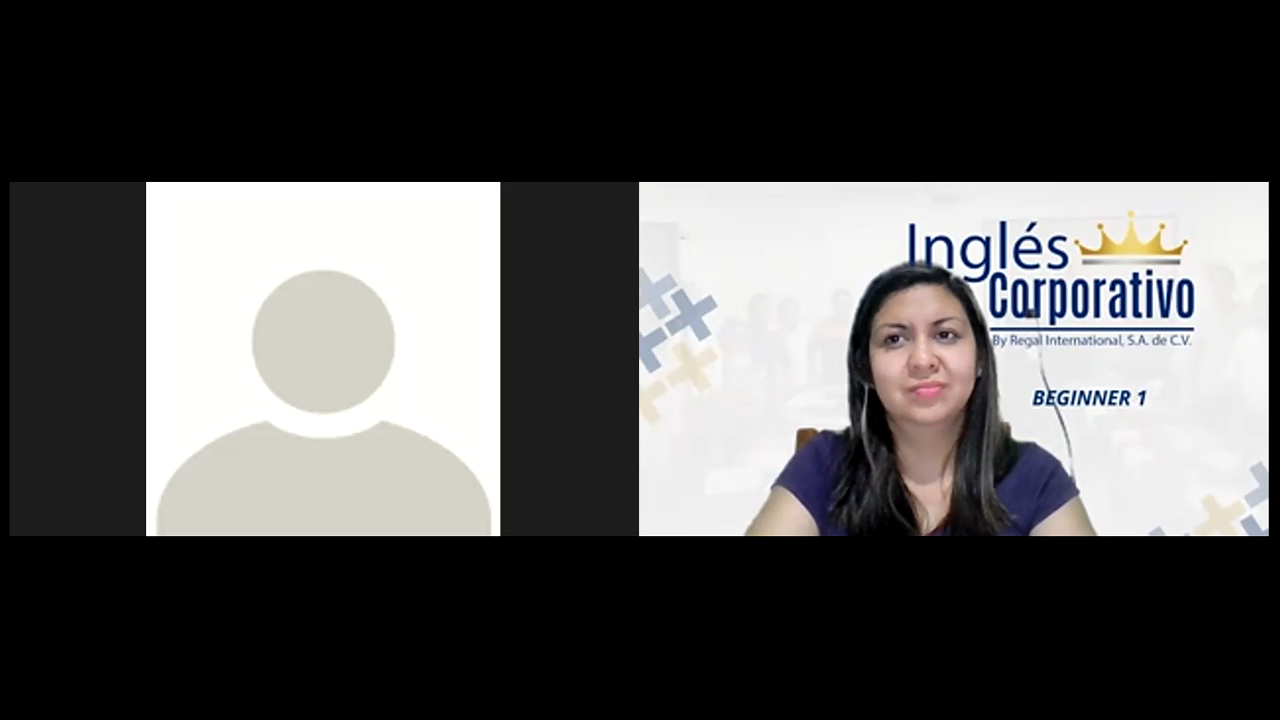 Inglés
Corporativo
By Regal International, S.A. de C.V.
BEGINNER 1